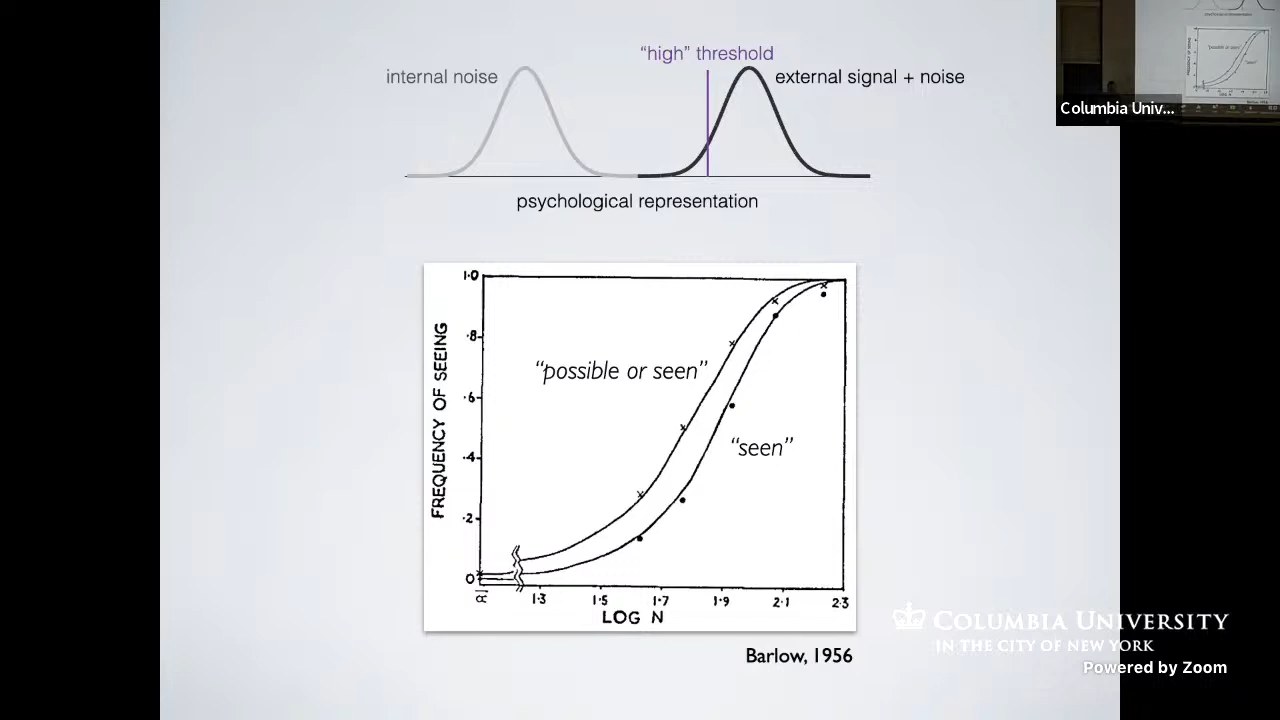 internal noise
“high” threshold
external signal + noise
psychological representation
1.0
.8
.6
.4
.2
0
FREQUENCY OF SEEING
“possible or seen”
“seen”
1.3
1.5
1.7
1.9
2.1
2.3
LOG N
Barlow, 1956
Columbia Univ...
COLUMBIA UNIVERSITY
IN THE CITY OF NEW YORK
Powered by Zoom